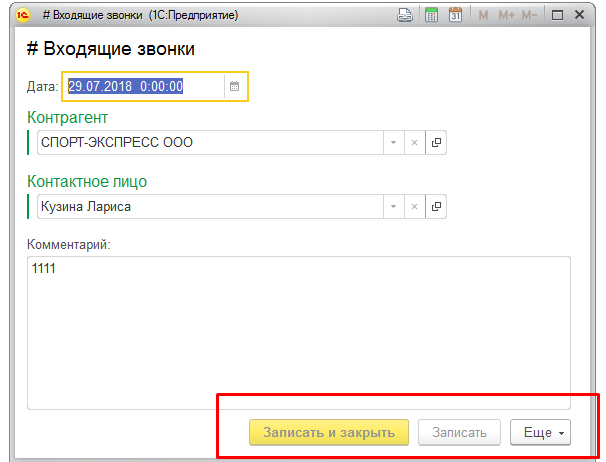 1С # Входящие звонки (1С:Предприятие) 31 M M+ M-
# Входящие звонки
Дата: 29.07.2018 0:00:00
Контрагент
СПОРТ-ЭКСПРЕСС ООО
Контактное лицо
Кузина Лариса
Комментарий:
1111
Записать и закрыть Записать Еще